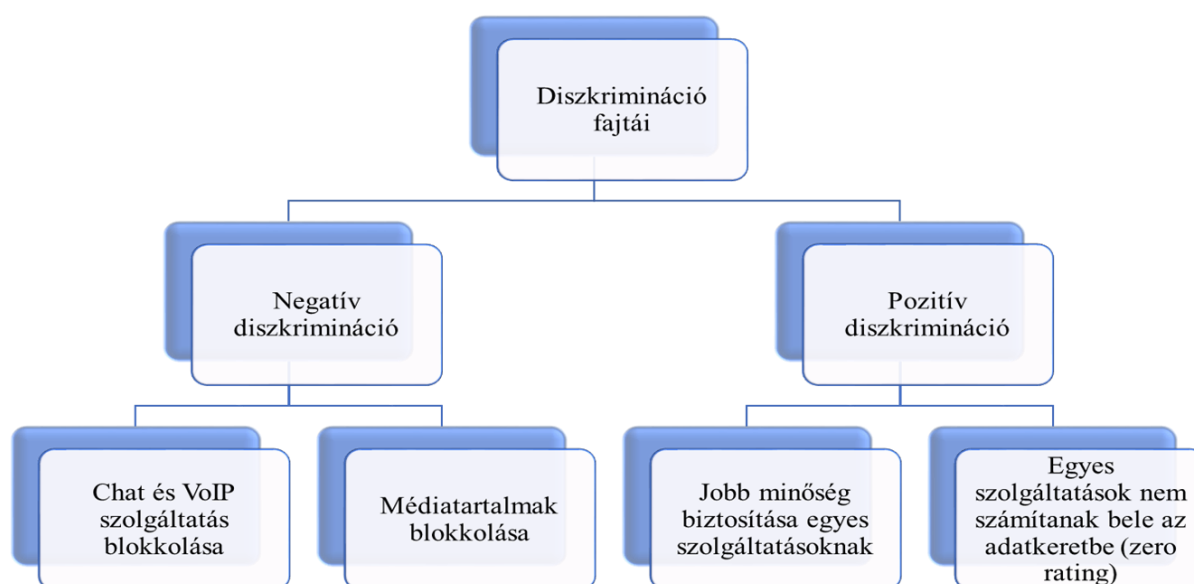 Diszkrimináció
fajtái
Negatív
diszkrimináció
Pozitív
diszkrimináció
Chat és VoIP
szolgáltatás
blokkolása
Médiatartalmak
blokkolása
Jobb minőség
biztosítása egyes
szolgáltatásoknak
Egyes
szolgáltatások nem
számítanak bele az
adatkeretbe (zero
rating)